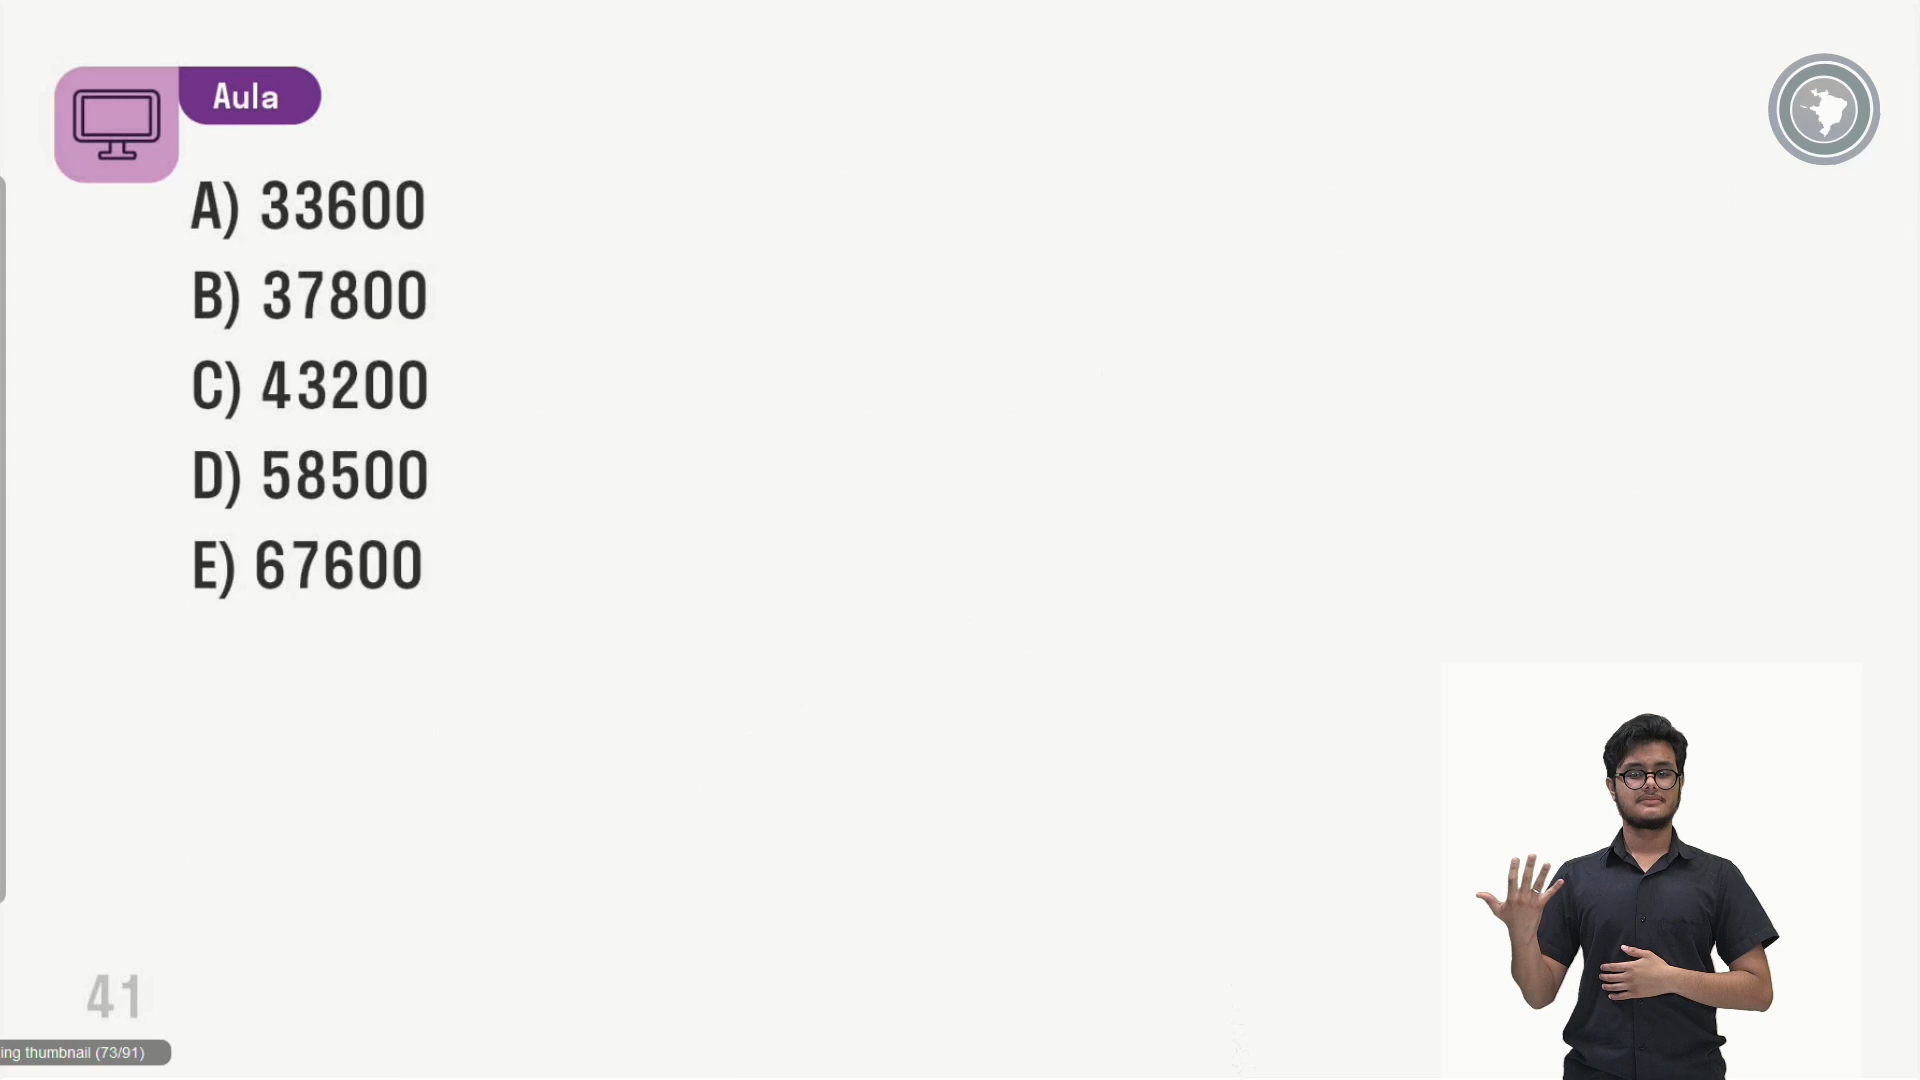 Aula
A) 33600
B) 37800
C) 43200
D) 58500
E) 67600
41
ing thumbnail (73/91)